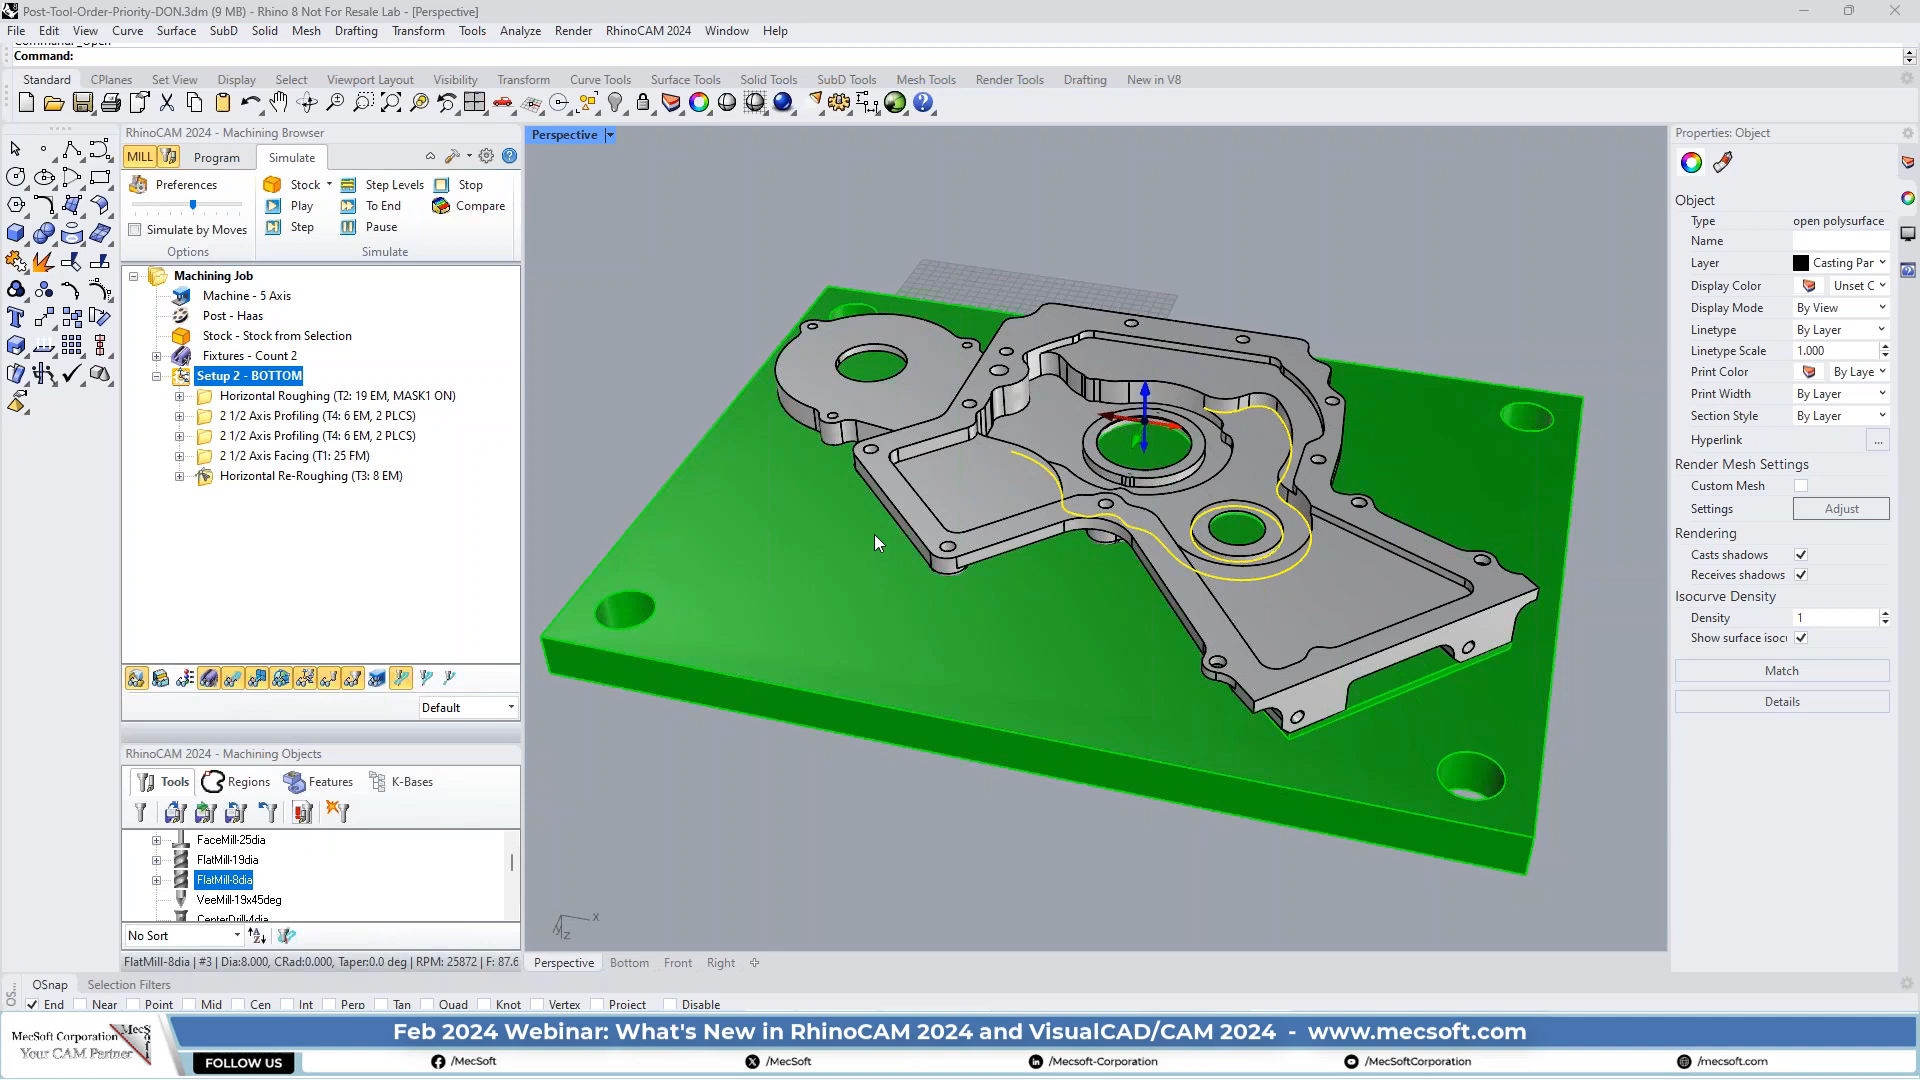 Post-Tool-Order-Priority-DON.3dm (9 MB) - Rhino 8 Not For Resale Lab - [Perspective]
File Edit View Curve Surface SubD Solid Mesh Drafting Transform Tools Analyze Render RhinoCAM 2024 Window Help
Command: _Open
Command:
Standard CPlanes Set View Display Select Viewport Layout Visibility Transform Curve Tools Surface Tools Solid Tools SubD Tools Mesh Tools Render Tools Drafting New in V8
RhinoCAM 2024 - Machining Browser
MILL Program Simulate
Preferences Stock Step Levels Stop
Play To End Compare
Simulate by Moves Step Pause
Options Simulate
Machining Job
Machine - 5 Axis
Post - Haas
Stock - Stock from Selection
Fixtures - Count 2
Setup 2 - BOTTOM
Horizontal Roughing (T2: 19 EM, MASK1 ON)
2 1/2 Axis Profiling (T4: 6 EM, 2 PLCS)
2 1/2 Axis Profiling (T4: 6 EM, 2 PLCS)
2 1/2 Axis Facing (T1: 25 FM)
Horizontal Re-Roughing (T3: 8 EM)
Default
RhinoCAM 2024 - Machining Objects
Tools Regions Features K-Bases
FaceMill-25dia
FlatMill-19dia
FlatMill-8dia
VeeMill-19x45deg
CenterDrill-4dia
No Sort
FlatMill-8dia | #3 | Dia:8.000, CRad:0.000, Taper:0.0 deg | RPM: 25872 | F: 87.6
Perspective
x
z
Perspective Bottom Front Right
Properties: Object
Object
Type open polysurface
Name
Layer Casting Par
Display Color Unset C
Display Mode By View
Linetype By Layer
Linetype Scale 1.000
Print Color By Laye
Print Width By Layer
Section Style By Layer
Hyperlink ...
Render Mesh Settings
Custom Mesh
Settings Adjust
Rendering
Casts shadows
Receives shadows
Isocurve Density
Density 1
Show surface isocu
Match
Details
OS...
OSnap Selection Filters
End Near Point Mid Cen Int Perp Tan Quad Knot Vertex Project Disable
MecSoft Corporation
Your CAM Partner
MecS
Feb 2024 Webinar: What's New in RhinoCAM 2024 and VisualCAD/CAM 2024 - www.mecsoft.com
FOLLOW US /MecSoft /MecSoft /Mecsoft-Corporation /MecSoftCorporation /mecsoft.com